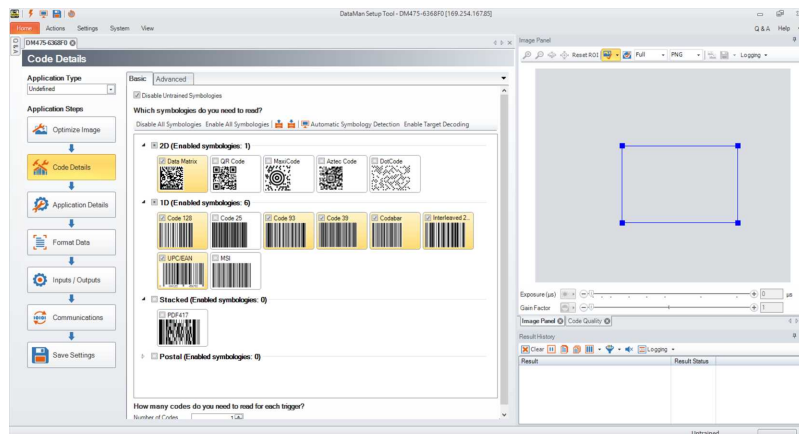 DataMan Setup Tool - DM475-6368F0 [169.254.167.85]
Home Actions Settings System View Q & A Help
DM475-6368F0
Code Details
Application Type
Undefined
Application Steps
Optimize Image
Code Details
Application Details
Format Data
Inputs / Outputs
Communications
Save Settings
Basic Advanced
Disable Untrained Symbologies
Which symbologies do you need to read?
Disable All Symbologies Enable All Symbologies Automatic Symbology Detection Enable Target Decoding
2D (Enabled symbologies: 1)
Data Matrix QR Code MaxiCode Aztec Code DotCode
1D (Enabled symbologies: 6)
Code 128 Code 25 Code 93 Code 39 Codabar Interleaved 2..
UPC/EAN MSI
Stacked (Enabled symbologies: 0)
PDF417
Postal (Enabled symbologies: 0)
How many codes do you need to read for each trigger?
Number of Codes 1
Image Panel
Reset ROI Full PNG Logging
Exposure (µs) 0 µs
Gain Factor 1
Image Panel Code Quality
Result History
Clear Logging
Result Result Status
Untrained